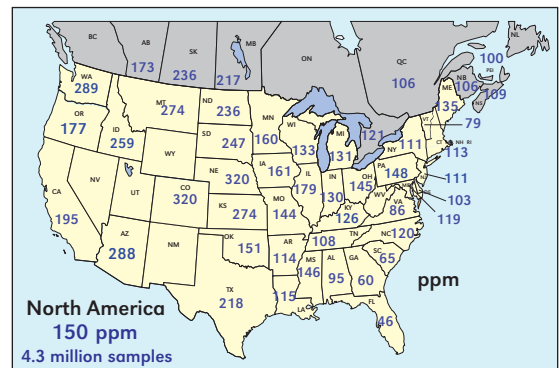 NL
BC
AB
SK
MB
ON
QC
PEI
NB
NS
173
236
217
106
100
106
109
WA
289
MT
274
ND
236
MN
160
WI
133
MI
131
121
ME
135
VT
79
NH
RI
CT
113
OR
177
ID
259
WY
SD
247
IA
161
NY
111
PA
148
NJ
111
MD
DE
103
119
NV
UT
CO
320
NE
320
IL
179
IN
130
OH
145
WV
VA
86
CA
195
KS
274
MO
144
KY
126
NC
120
AZ
288
NM
OK
151
AR
114
TN
108
SC
65
TX
218
LA
115
MS
146
AL
95
GA
60
FL
46
ppm
North America
150 ppm
4.3 million samples